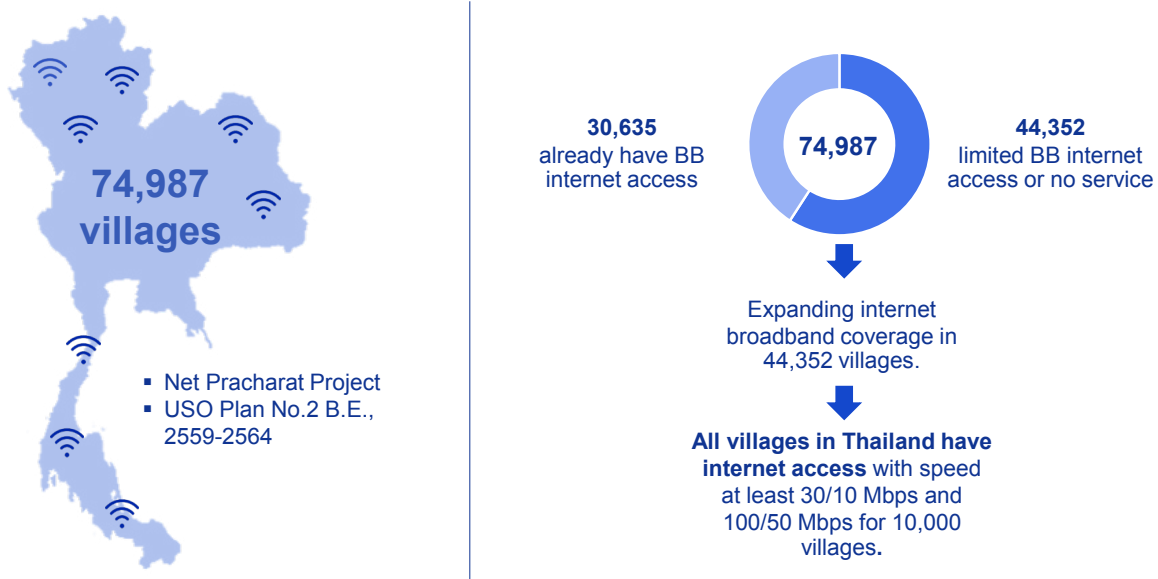 74,987
villages
▪ Net Pracharat Project
▪ USO Plan No.2 B.E.,
2559-2564
30,635
already have BB
internet access
74,987
44,352
limited BB internet
access or no service
Expanding internet
broadband coverage in
44,352 villages.
All villages in Thailand have
internet access with speed
at least 30/10 Mbps and
100/50 Mbps for 10,000
villages.